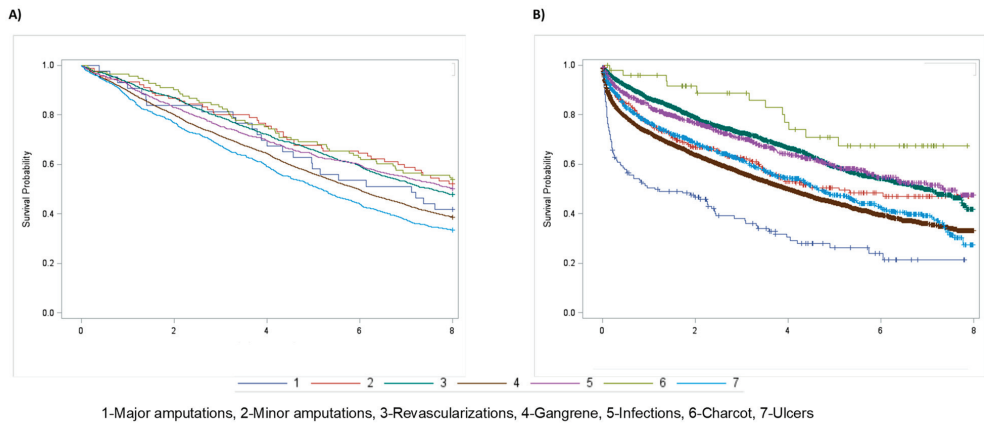 A)
B)
Survival Probability
1.0
0.8
0.6
0.4
0.2
0.0
0 2 4 6 8
Survival Probability
1.0
0.8
0.6
0.4
0.2
0.0
0 2 4 6 8
1 2 3 4 5 6 7
1-Major amputations, 2-Minor amputations, 3-Revascularizations, 4-Gangrene, 5-Infections, 6-Charcot, 7-Ulcers